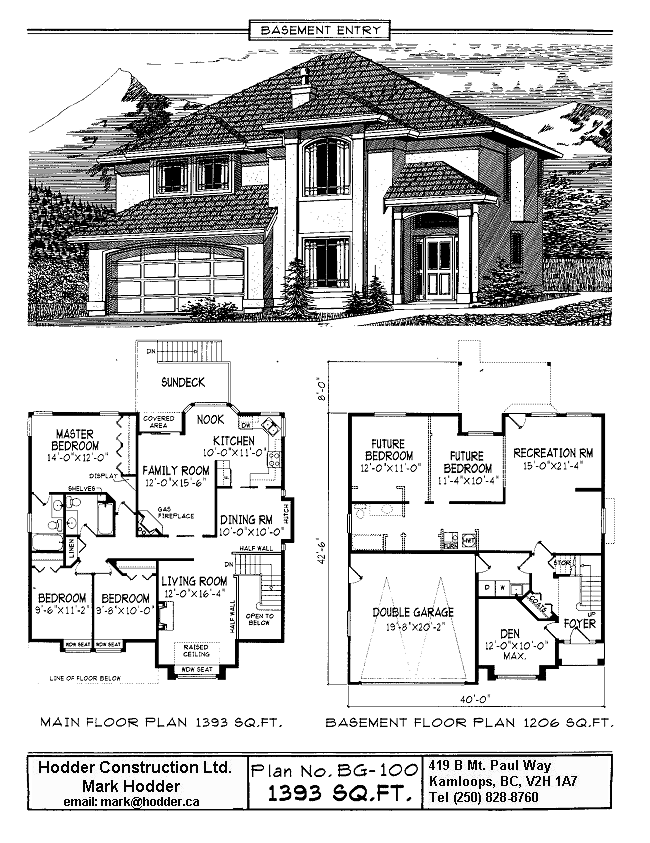 BASEMENT ENTRY
DN
SUNDECK
COVERED
AREA
NOOK
DW
KITCHEN
10'-0"X11'-0"
MASTER
BEDROOM
14'-0"X12'-0"
DISPLAY
FAMILY ROOM
12'-0"X15'-6"
SHELVES
GAS
FIREPLACE
LINEN
DINING RM
10'-0"X10'-0"
HUTCH
HALF WALL
DN
LIVING ROOM
12'-0"X16'-4"
HALF WALL
OPEN TO
BELOW
BEDROOM
9'-6"X11'-2"
BEDROOM
9'-8"X10'-0"
WDW SEAT
WDW SEAT
RAISED
CEILING
WDW SEAT
LINE OF FLOOR BELOW
MAIN FLOOR PLAN 1393 SQ.FT.
8'-0"
42'-6"
FUTURE
BEDROOM
12'-0"X11'-0"
FUTURE
BEDROOM
11'-4"X10'-4"
RECREATION RM
15'-0"X21'-4"
HWT
STOR
D W
COATS
UP
FOYER
DOUBLE GARAGE
19'-8"X20'-2"
DEN
12'-0"X10'-0"
MAX.
40'-0"
BASEMENT FLOOR PLAN 1206 SQ.FT.
Hodder Construction Ltd.
Mark Hodder
email: mark@hodder.ca
Plan No. BG-100
1393 SQ.FT.
419 B Mt. Paul Way
Kamloops, BC, V2H 1A7
Tel (250) 828-8760